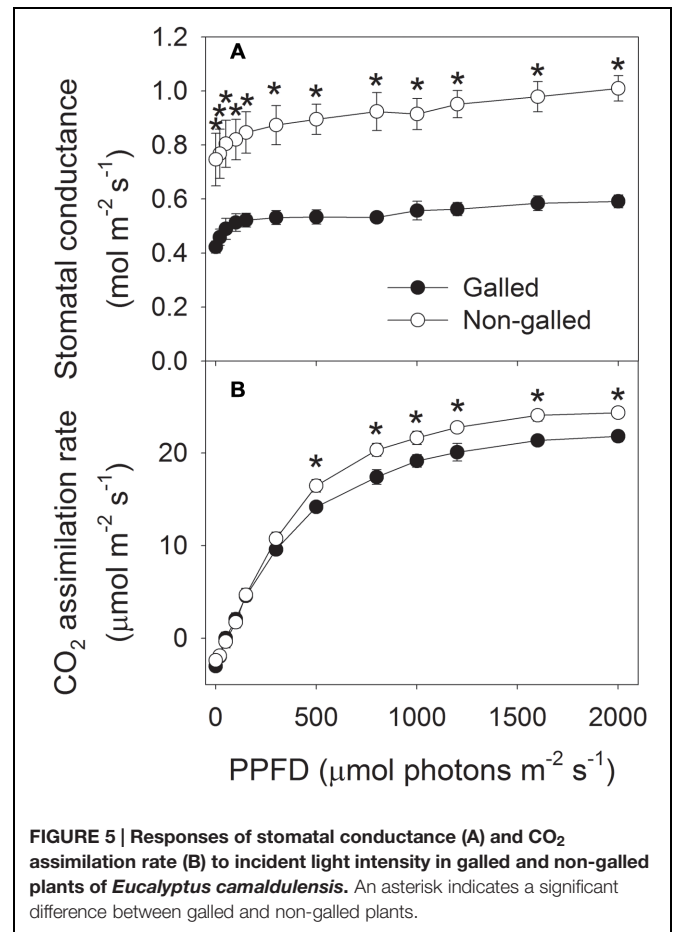 A
Stomatal conductance
(mol m⁻² s⁻¹)
1.2
1.0
0.8
0.6
0.4
0.2
0.0
* * * * * * * * * * * *
Galled
Non-galled
B
CO₂ assimilation rate
(μmol m⁻² s⁻¹)
20
10
0
* * * * * *
0 500 1000 1500 2000
PPFD (μmol photons m⁻² s⁻¹)
FIGURE 5 | Responses of stomatal conductance (A) and CO₂
assimilation rate (B) to incident light intensity in galled and non-galled
plants of Eucalyptus camaldulensis. An asterisk indicates a significant
difference between galled and non-galled plants.